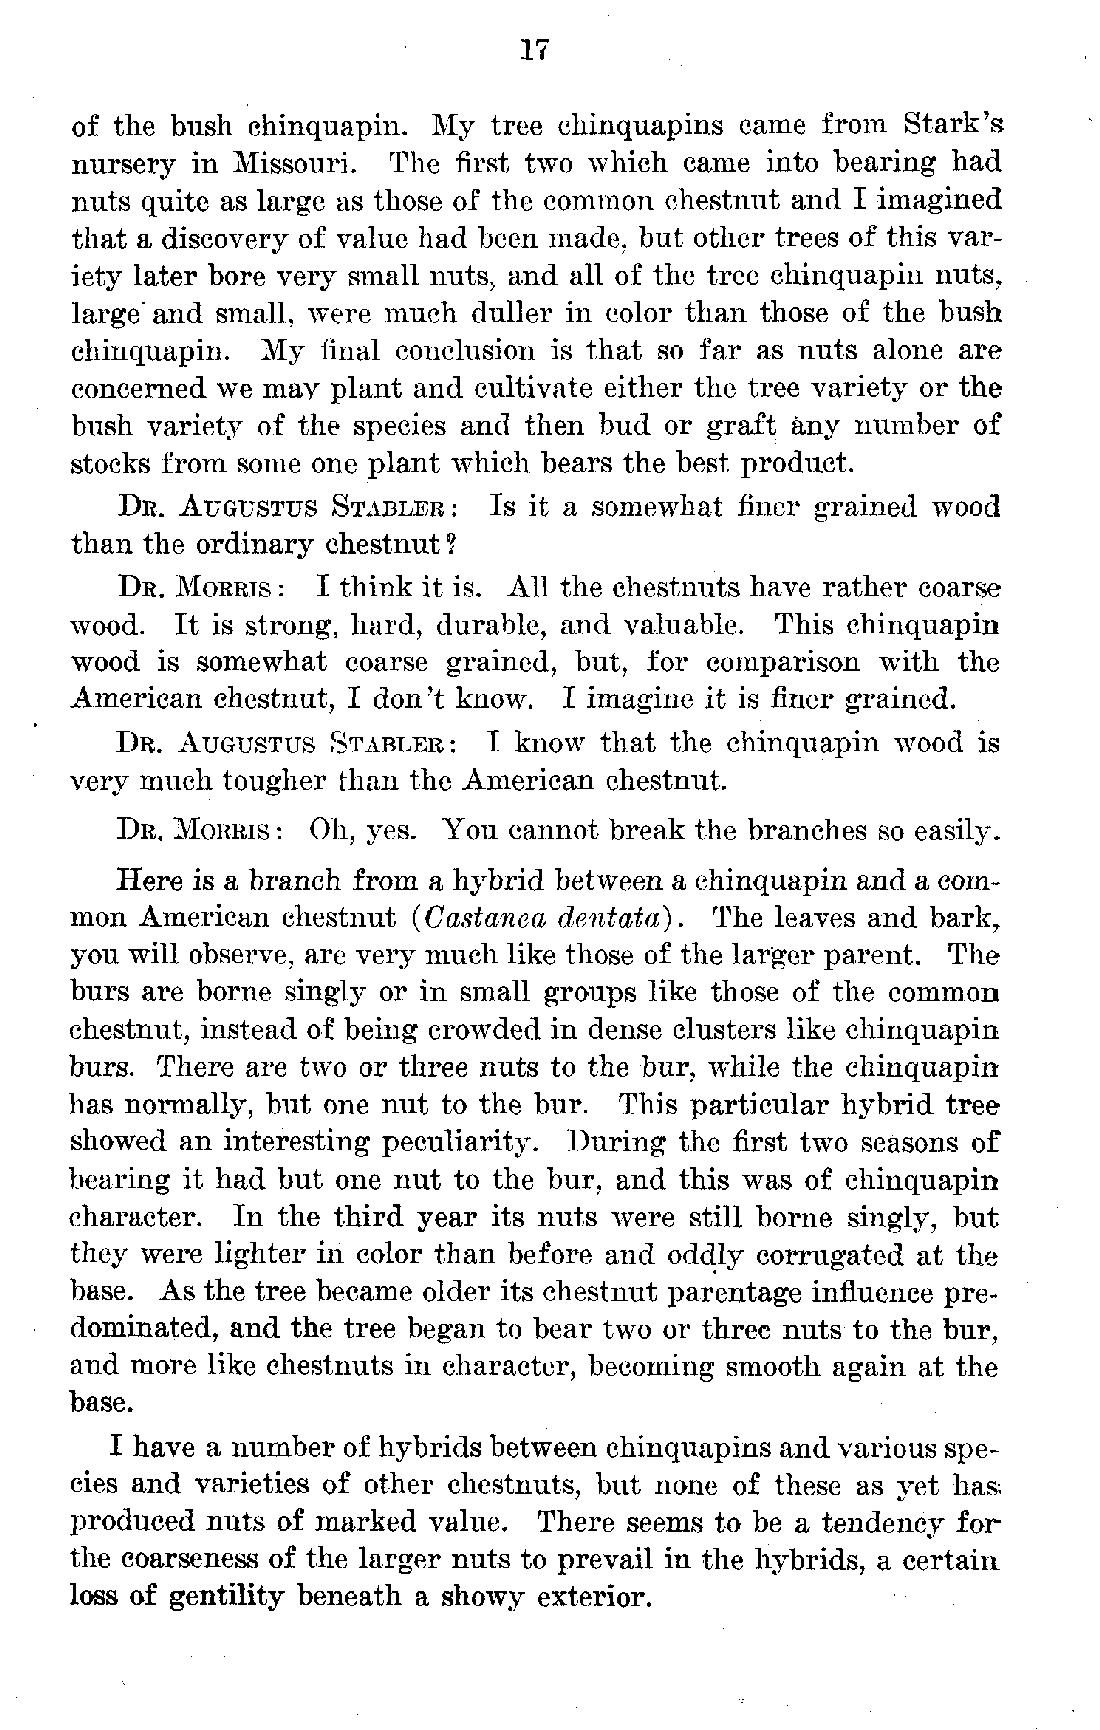 17
of the bush chinquapin. My tree chinquapins came from Stark's
nursery in Missouri. The first two which came into bearing had
nuts quite as large as those of the common chestnut and I imagined
that a discovery of value had been made, but other trees of this var-
iety later bore very small nuts, and all of the tree chinquapin nuts,
large and small, were much duller in color than those of the bush
chinquapin. My final conclusion is that so far as nuts alone are
concerned we may plant and cultivate either the tree variety or the
bush variety of the species and then bud or graft any number of
stocks from some one plant which bears the best product.
DR. AUGUSTUS STABLER: Is it a somewhat finer grained wood
than the ordinary chestnut?
DR. MORRIS: I think it is. All the chestnuts have rather coarse
wood. It is strong, hard, durable, and valuable. This chinquapin
wood is somewhat coarse grained, but, for comparison with the
American chestnut, I don't know. I imagine it is finer grained.
DR. AUGUSTUS STABLER: I know that the chinquapin wood is
very much tougher than the American chestnut.
DR. MORRIS: Oh, yes. You cannot break the branches so easily.
Here is a branch from a hybrid between a chinquapin and a com-
mon American chestnut (Castanea dentata). The leaves and bark,
you will observe, are very much like those of the larger parent. The
burs are borne singly or in small groups like those of the common
chestnut, instead of being crowded in dense clusters like chinquapin
burs. There are two or three nuts to the bur, while the chinquapin
has normally, but one nut to the bur. This particular hybrid tree
showed an interesting peculiarity. During the first two seasons of
bearing it had but one nut to the bur, and this was of chinquapin
character. In the third year its nuts were still borne singly, but
they were lighter in color than before and oddly corrugated at the
base. As the tree became older its chestnut parentage influence pre-
dominated, and the tree began to bear two or three nuts to the bur,
and more like chestnuts in character, becoming smooth again at the
base.
I have a number of hybrids between chinquapins and various spe-
cies and varieties of other chestnuts, but none of these as yet has
produced nuts of marked value. There seems to be a tendency for
the coarseness of the larger nuts to prevail in the hybrids, a certain
loss of gentility beneath a showy exterior.